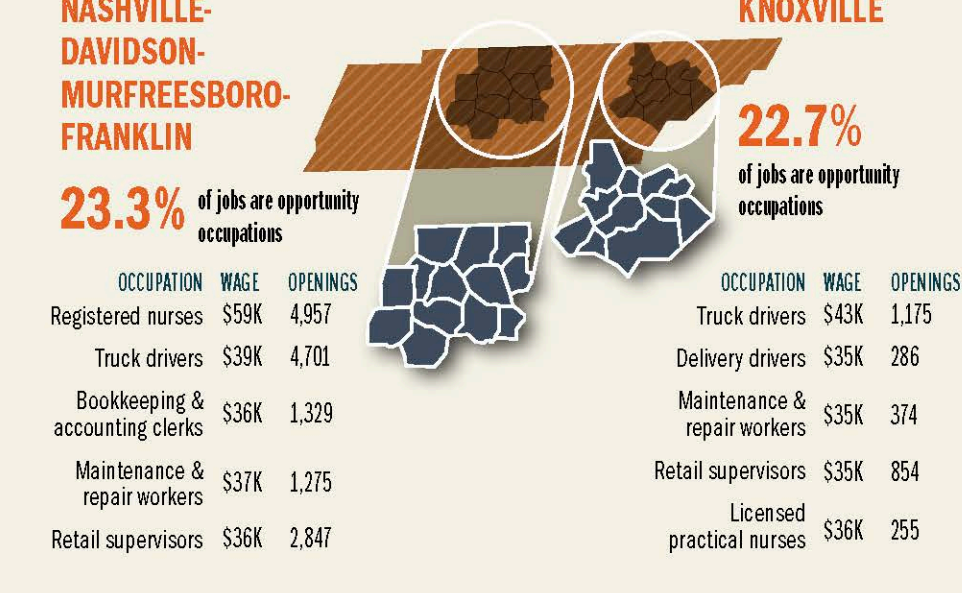 NASHVILLE-
DAVIDSON-
MURFREESBORO-
FRANKLIN
23.3% of jobs are opportunity
occupations
OCCUPATION WAGE OPENINGS
Registered nurses $59K 4,957
Truck drivers $39K 4,701
Bookkeeping &
accounting clerks $36K 1,329
Maintenance &
repair workers $37K 1,275
Retail supervisors $36K 2,847
KNOXVILLE
22.7%
of jobs are opportunity
occupations
OCCUPATION WAGE OPENINGS
Truck drivers $43K 1,175
Delivery drivers $35K 286
Maintenance &
repair workers $35K 374
Retail supervisors $35K 854
Licensed
practical nurses $36K 255